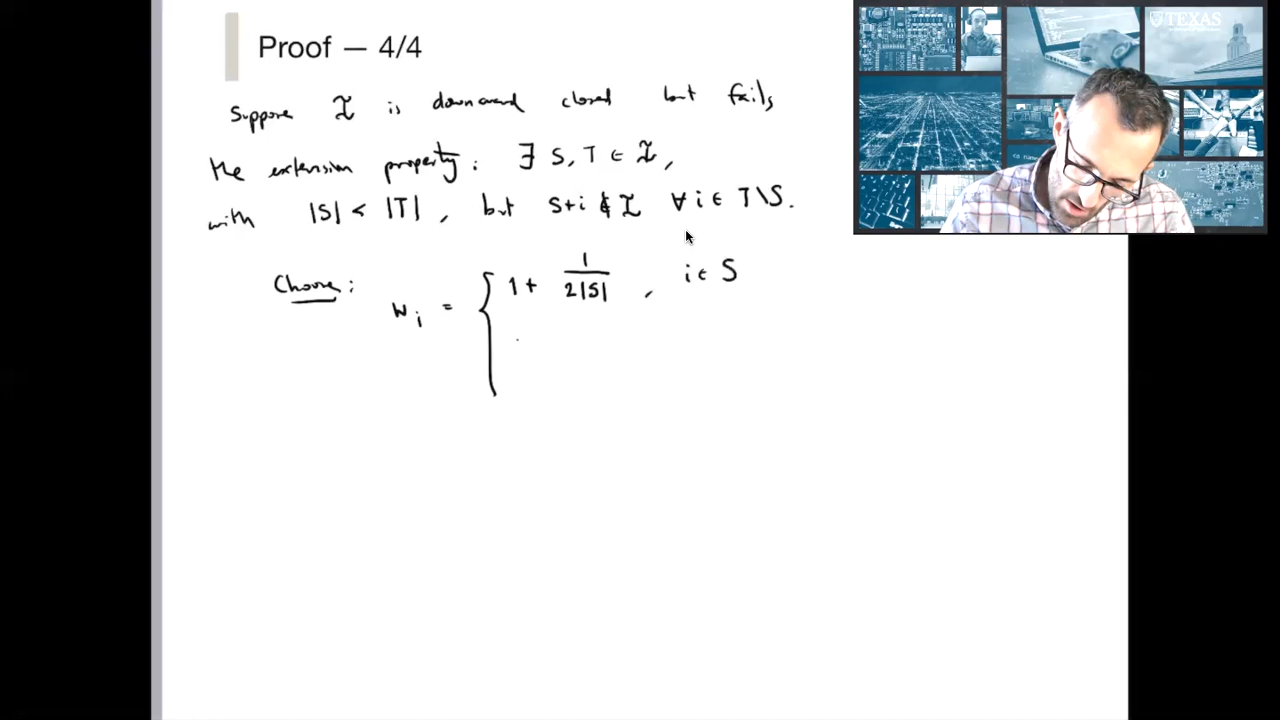 Proof — 4/4
TEXAS
Suppose ℐ is downward closed but fails
the extension property: ∃ S, T ∈ ℐ,
with |S| < |T|, but S+i ∉ ℐ ∀ i ∈ T\S.
Choose: w_i = { 1 + 1/(2|S|), i ∈ S